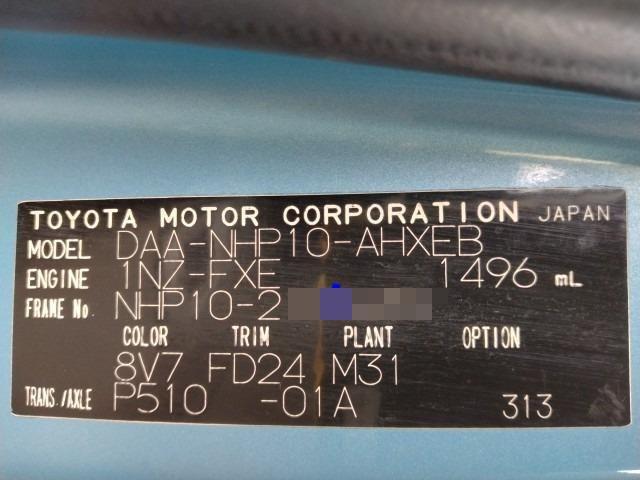 TOYOTA MOTOR CORPORATION JAPAN
MODEL DAA-NHP10-AHXEB
ENGINE 1NZ-FXE 1496 mL
FRAME No NHP10-2
COLOR TRIM PLANT OPTION
8V7 FD24 M31
TRANS./AXLE P510 -01A 313